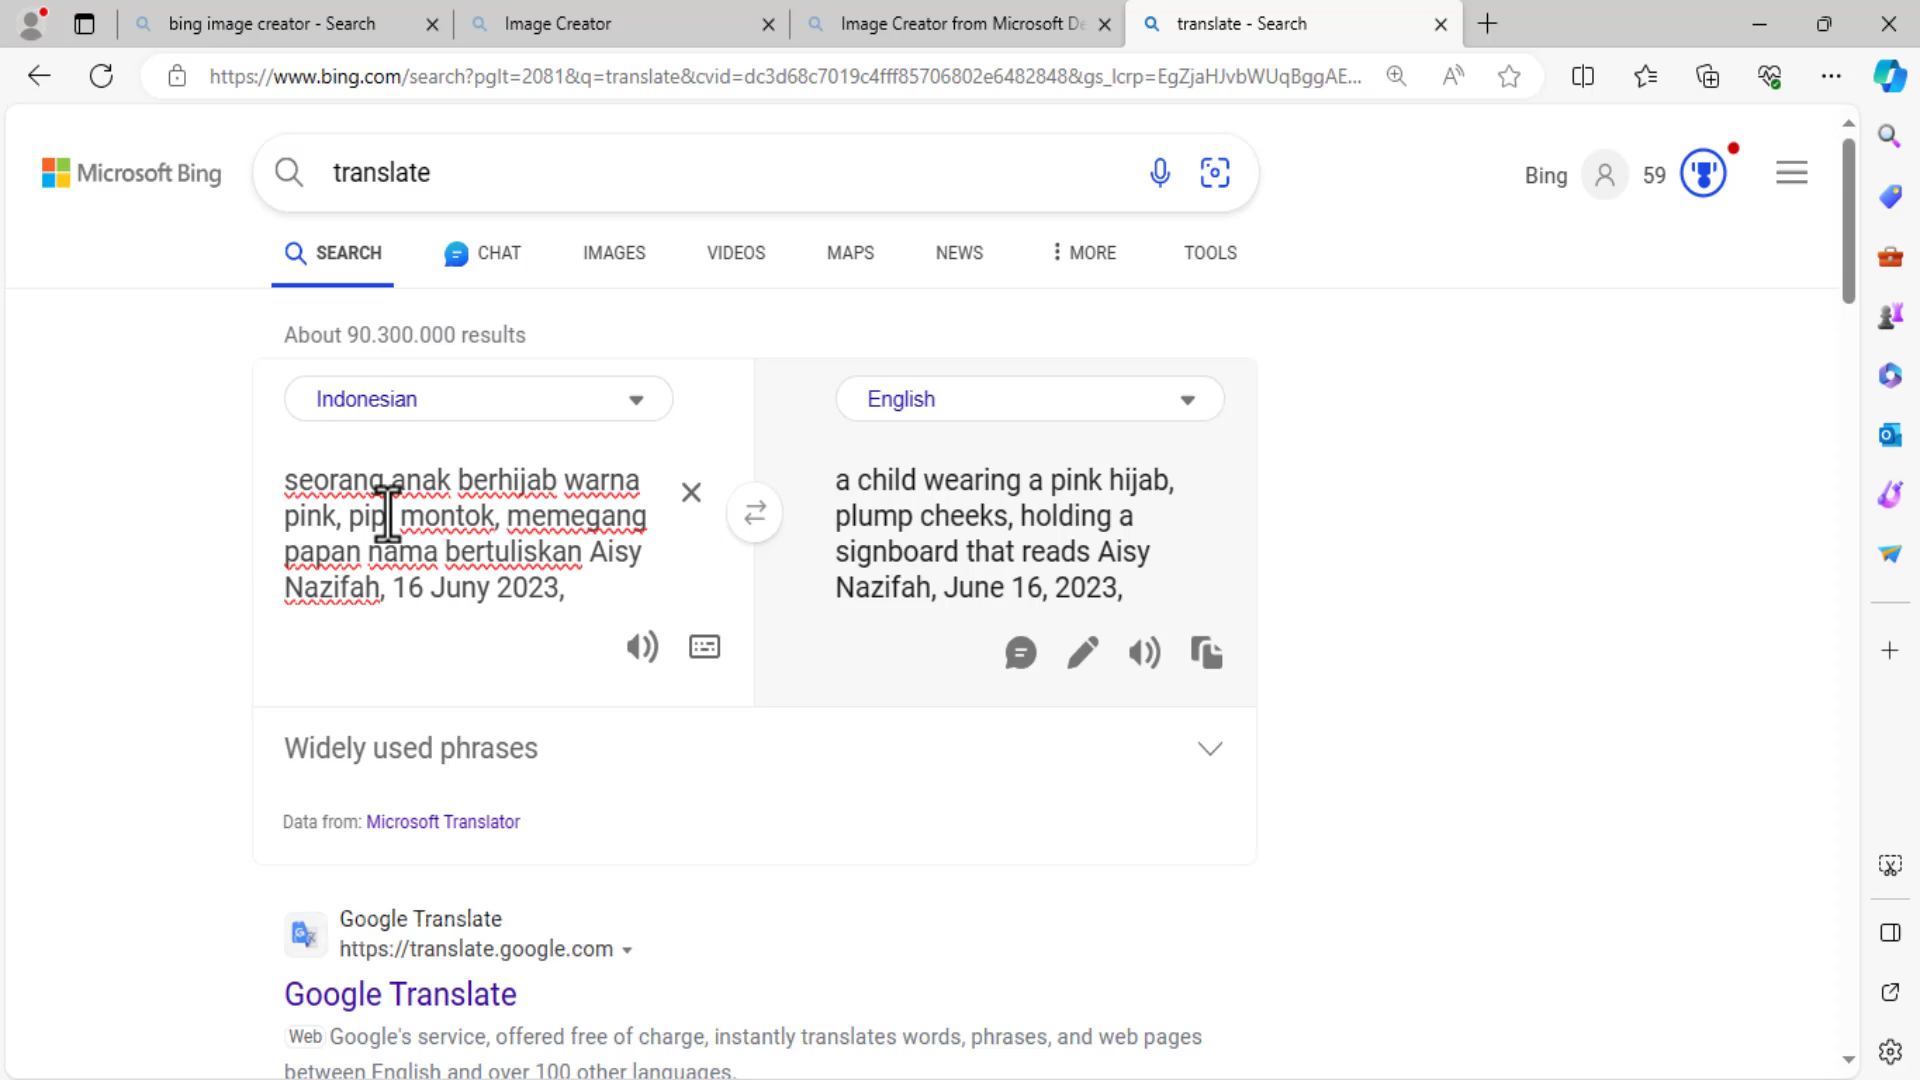 bing image creator - Search
Image Creator
Image Creator from Microsoft De
translate - Search
https://www.bing.com/search?pglt=2081&q=translate&cvid=dc3d68c7019c4fff85706802e6482848&gs_lcrp=EgZjaHJvbWUqBggAE...
Microsoft Bing
translate
Bing
59
SEARCH
CHAT
IMAGES
VIDEOS
MAPS
NEWS
MORE
TOOLS
About 90.300.000 results
Indonesian
English
seorang anak berhijab warna
pink, pipi montok, memegang
papan nama bertuliskan Aisy
Nazifah, 16 Juny 2023,
a child wearing a pink hijab,
plump cheeks, holding a
signboard that reads Aisy
Nazifah, June 16, 2023,
Widely used phrases
Data from: Microsoft Translator
Google Translate
https://translate.google.com
Google Translate
Web Google's service, offered free of charge, instantly translates words, phrases, and web pages
between English and over 100 other languages.